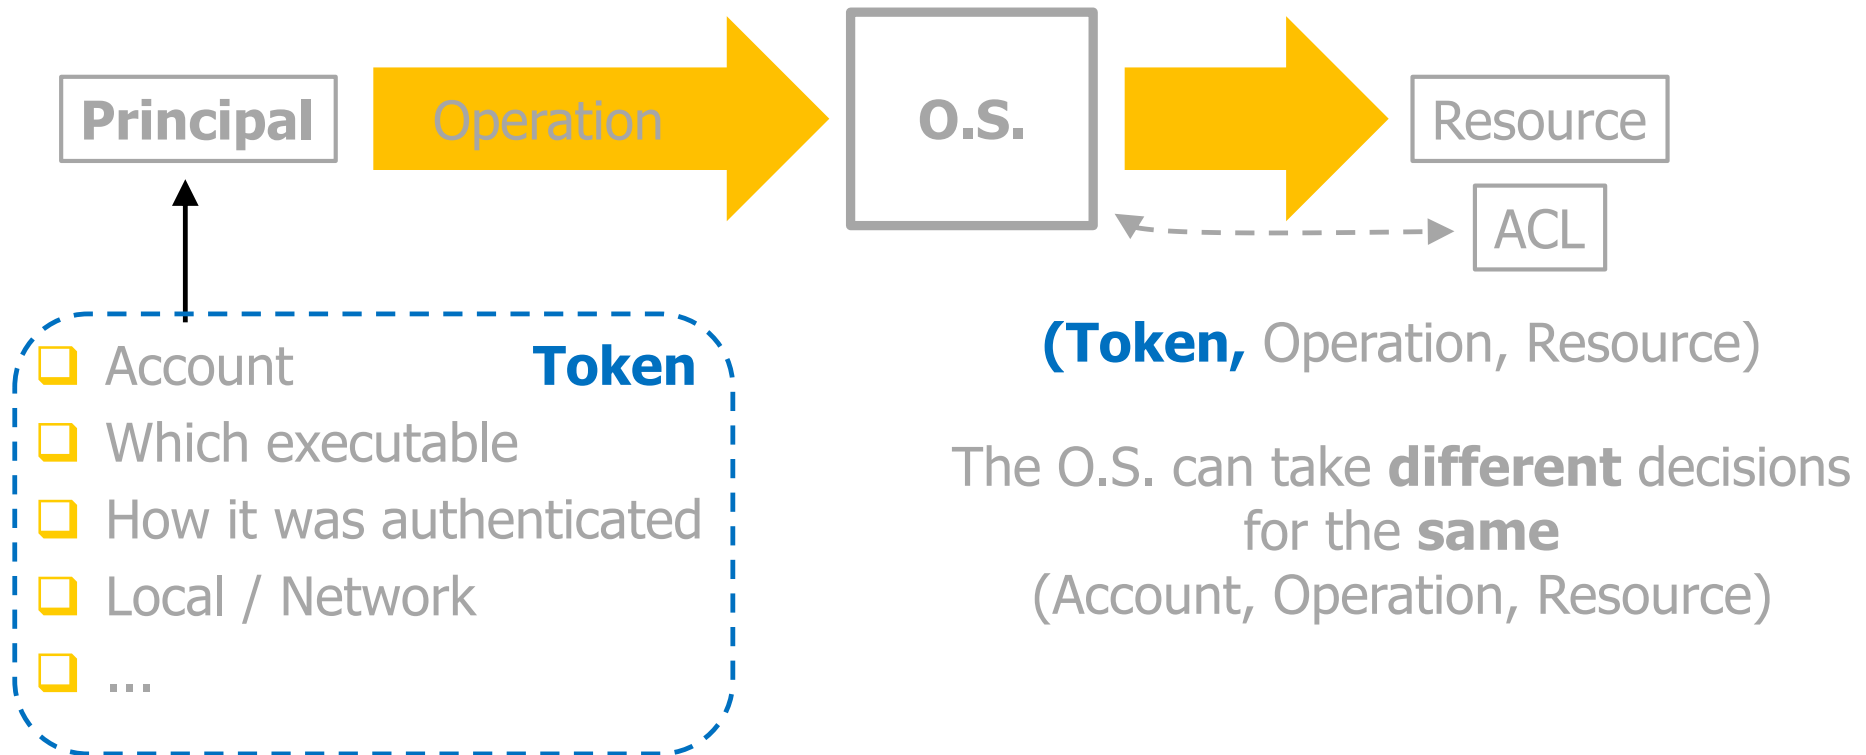 Principal
Operation
O.S.
Resource
ACL
Token
Account
Which executable
How it was authenticated
Local / Network
...
(Token, Operation, Resource)
The O.S. can take different decisions
for the same
(Account, Operation, Resource)